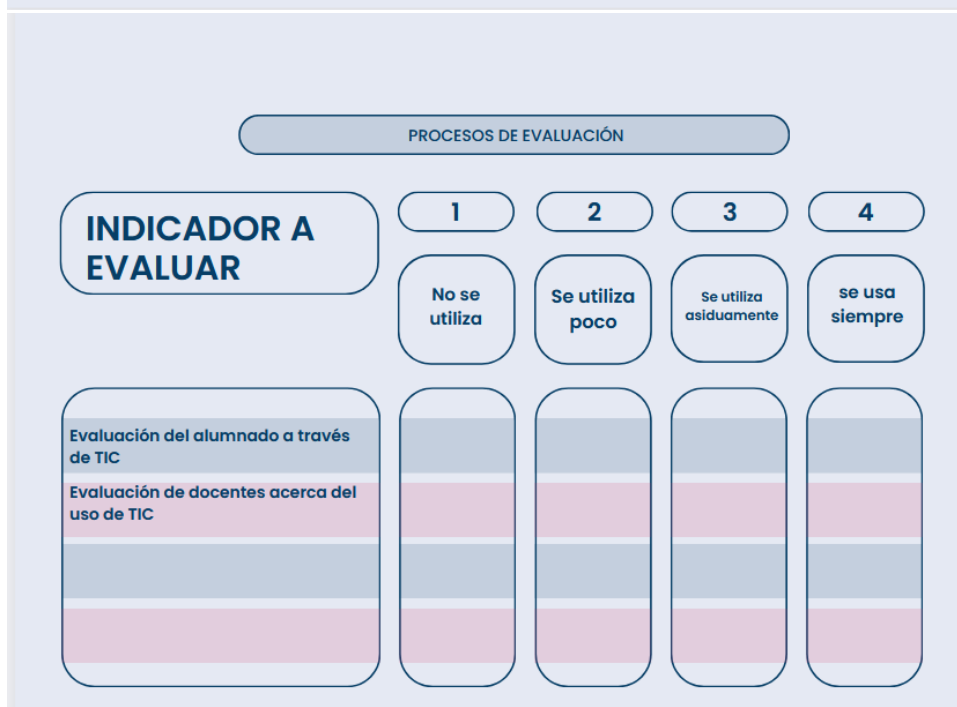 PROCESOS DE EVALUACIÓN
INDICADOR A
EVALUAR
1
2
3
4
No se
utiliza
Se utiliza
poco
Se utiliza
asiduamente
se usa
siempre
Evaluación del alumnado a través
de TIC
Evaluación de docentes acerca del
uso de TIC